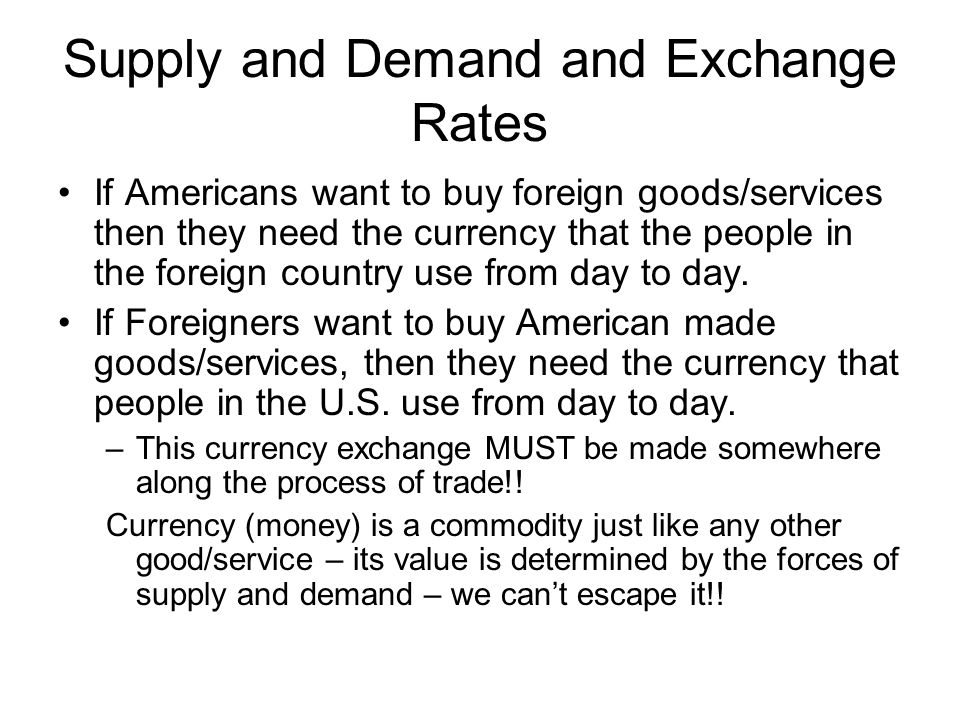 Supply and Demand and Exchange
Rates
• If Americans want to buy foreign goods/services
then they need the currency that the people in
the foreign country use from day to day.
• If Foreigners want to buy American made
goods/services, then they need the currency that
people in the U.S. use from day to day.
– This currency exchange MUST be made somewhere
along the process of trade!!
Currency (money) is a commodity just like any other
good/service – its value is determined by the forces of
supply and demand – we can’t escape it!!